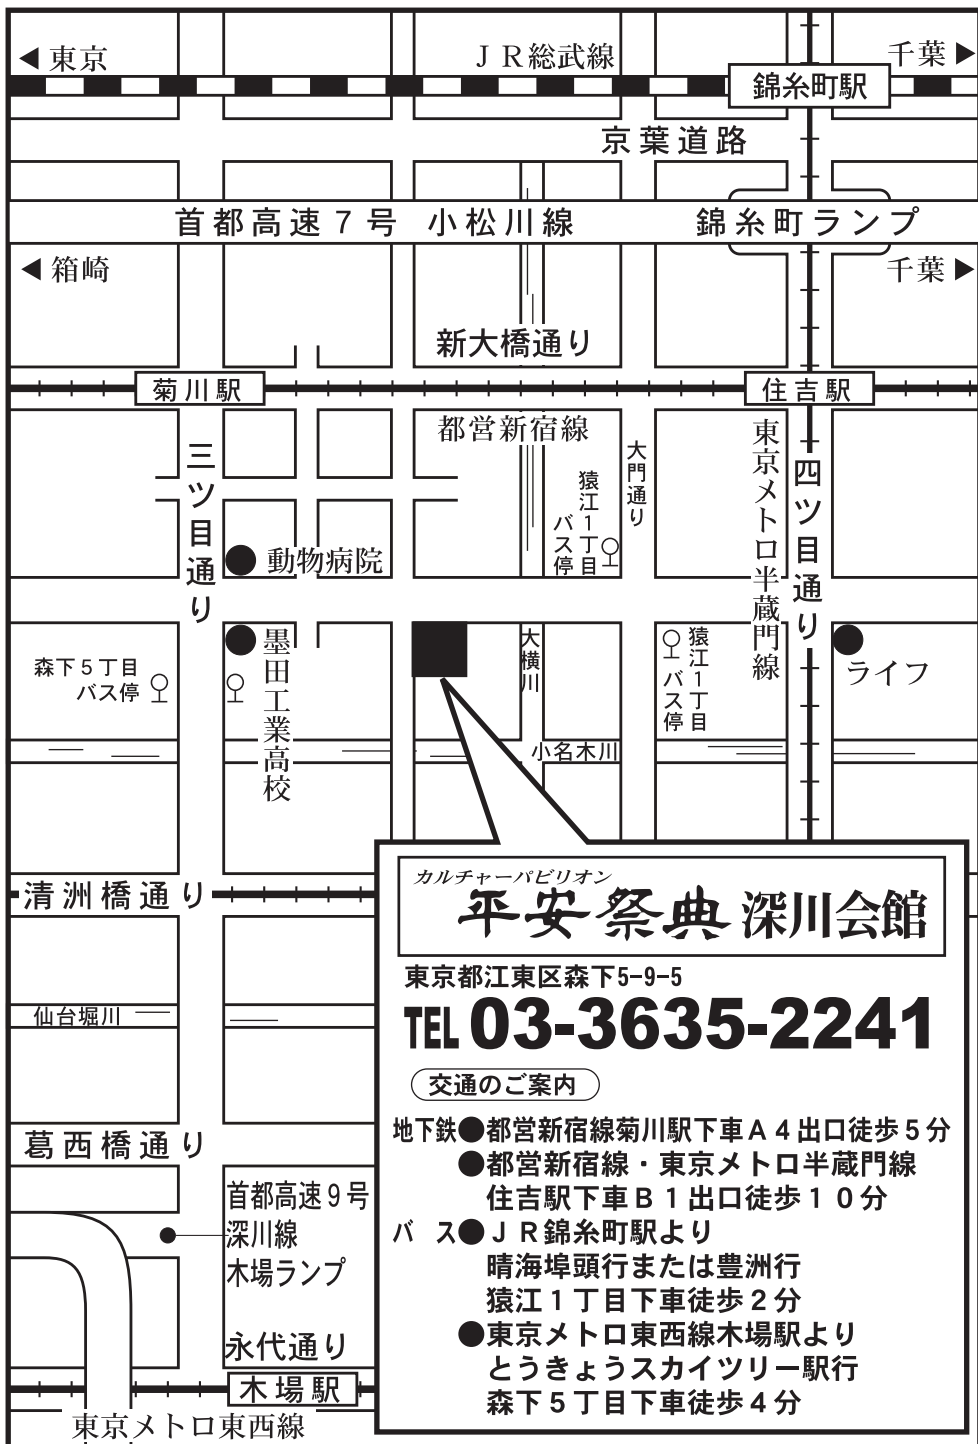 東京
JR総武線
千葉
錦糸町駅
京葉道路
首都高速7号 小松川線
錦糸町ランプ
箱崎
千葉
新大橋通り
菊川駅
住吉駅
都営新宿線
三ツ目通り
猿江1丁目
バス停
大門通り
東京メトロ半蔵門線
四ツ目通り
動物病院
森下5丁目
バス停
墨田工業高校
大横川
猿江1丁目
バス停
ライフ
小名木川
清洲橋通り
仙台堀川
葛西橋通り
首都高速9号
深川線
木場ランプ
永代通り
木場駅
東京メトロ東西線
カルチャーパビリオン
平安祭典 深川会館
東京都江東区森下5-9-5
TEL 03-3635-2241
交通のご案内
地下鉄●都営新宿線菊川駅下車A4出口徒歩5分
●都営新宿線・東京メトロ半蔵門線
住吉駅下車B1出口徒歩10分
バス●JR錦糸町駅より
晴海埠頭行または豊洲行
猿江1丁目下車徒歩2分
●東京メトロ東西線木場駅より
とうきょうスカイツリー駅行
森下5丁目下車徒歩4分